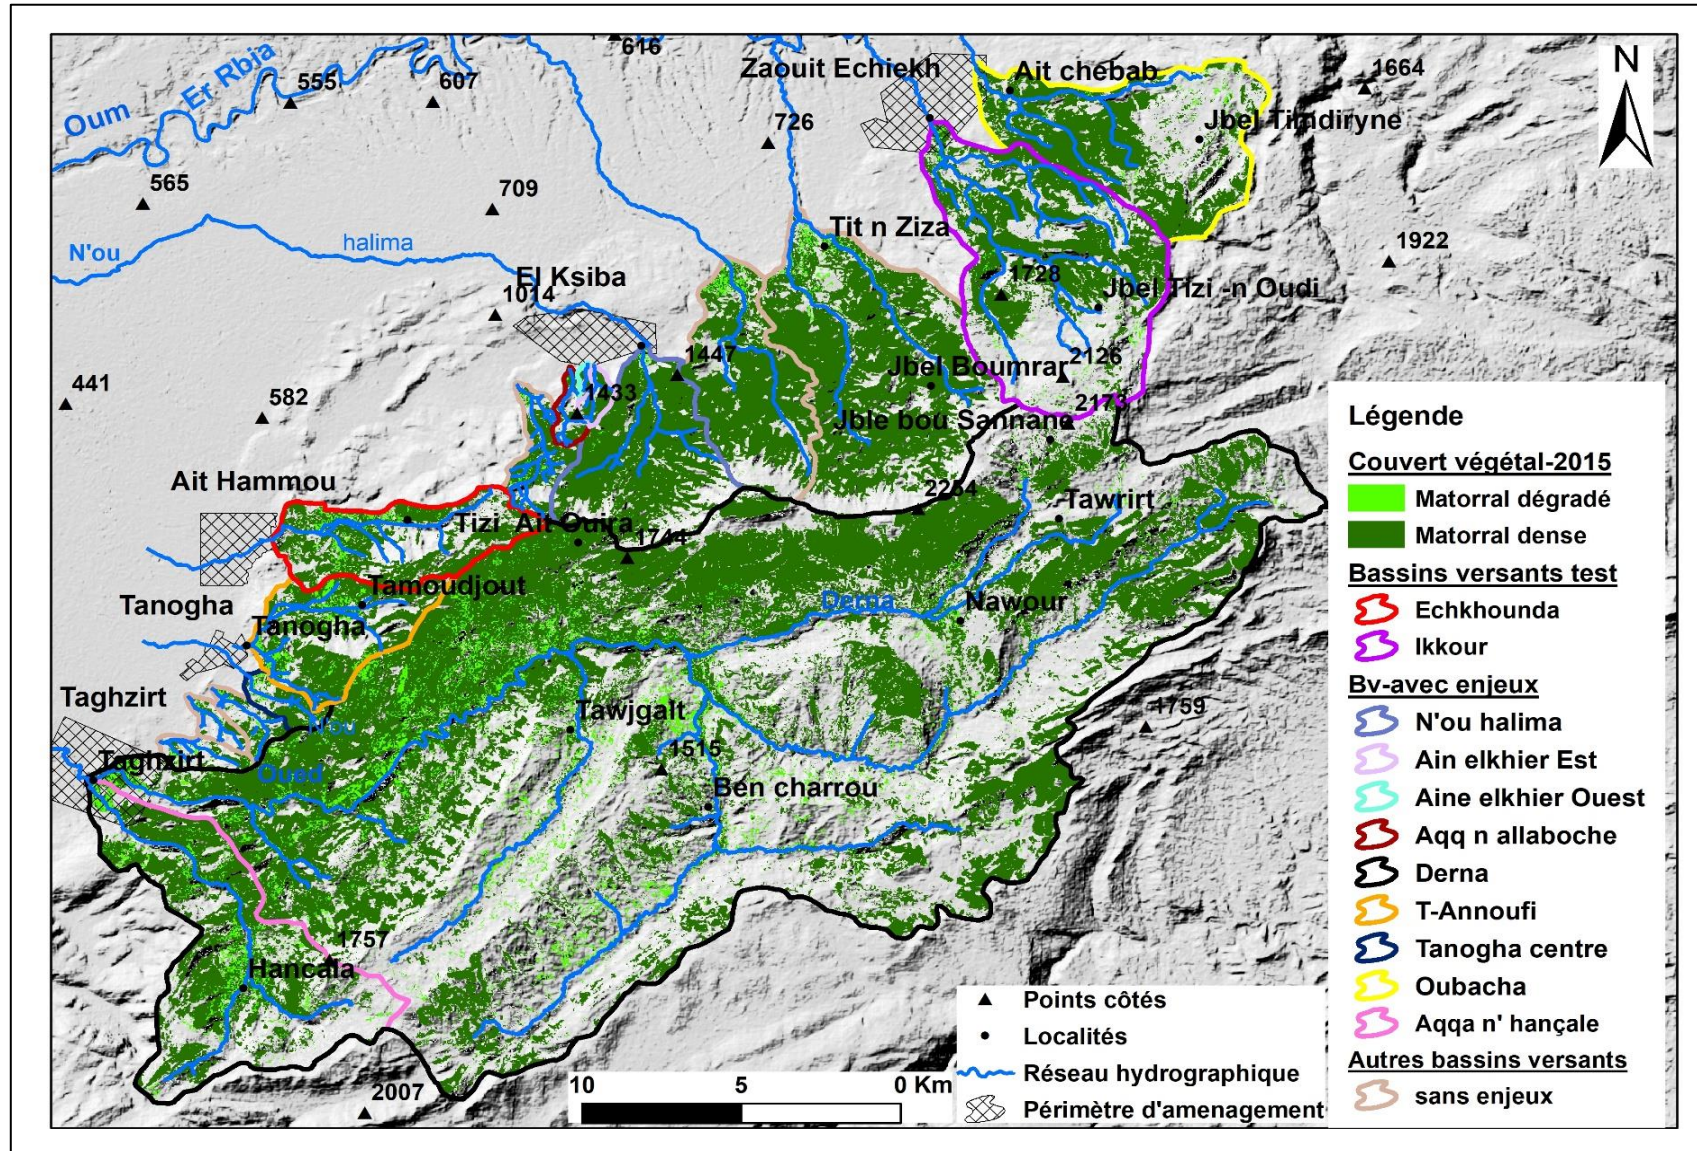 616
Zaouit Echiekh
Ait chebab
1664
N
Oum
Er Rbia
555
607
726
Jbel Timdiryne
565
709
N'ou
halima
Tit n Ziza
1922
El Ksiba
1014
1728
Jbel Tizi -n Oudi
441
582
1447
1433
Jbel Boumrar
2126
Jble bou Sannane
2173
Ait Hammou
Tizi Ait Ouira
1744
2254
Tawrirt
Tamoudjout
Tanogha
Tanogha
Derna
Nawour
Taghzirt
Taghxirt
Oued
Tawjgalt
1759
1515
Ben charrou
1757
Hancala
2007
Légende
Couvert végétal-2015
Matorral dégradé
Matorral dense
Bassins versants test
Echkhounda
Ikkour
Bv-avec enjeux
N'ou halima
Ain elkhier Est
Aine elkhier Ouest
Aqq n allaboche
Derna
T-Annoufi
Tanogha centre
Oubacha
Aqqa n' hançale
Autres bassins versants
sans enjeux
Points côtés
Localités
Réseau hydrographique
Périmètre d'amenagement
10 5 0 Km